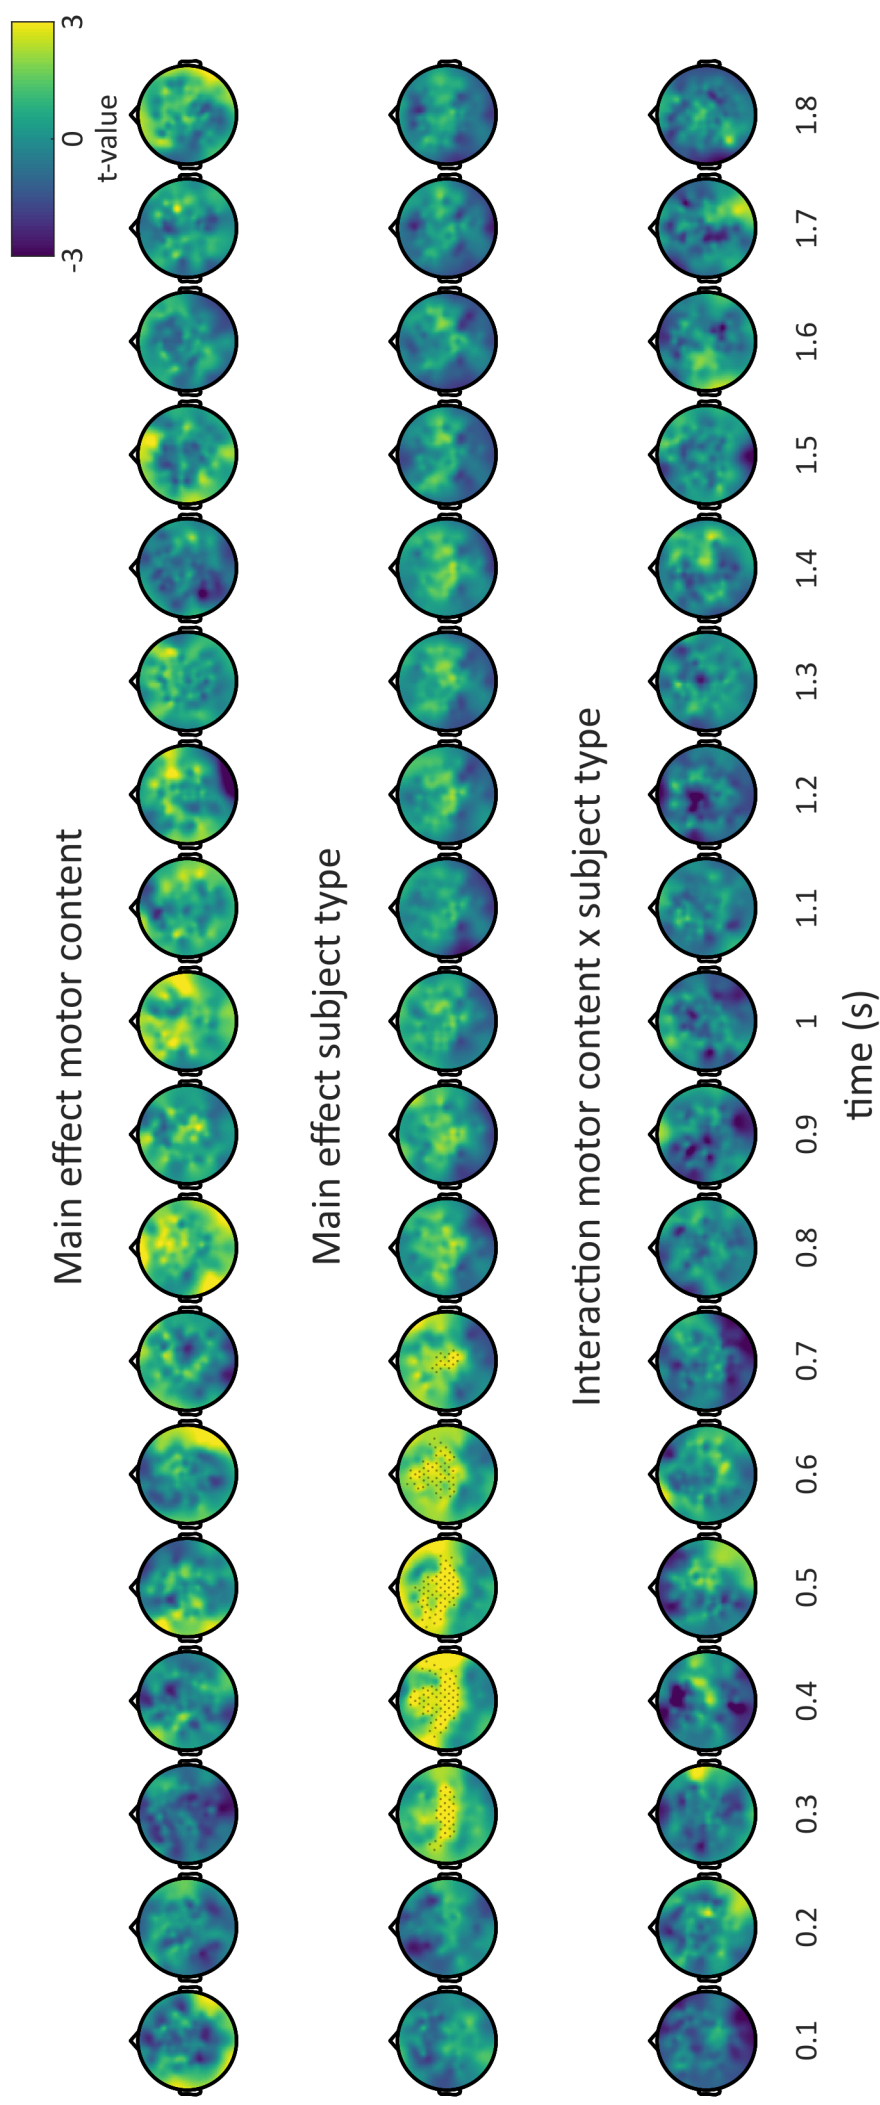 3
0
-3
t-value
Main effect motor content
Main effect subject type
Interaction motor content x subject type
0.1 0.2 0.3 0.4 0.5 0.6 0.7 0.8 0.9 1 1.1 1.2 1.3 1.4 1.5 1.6 1.7 1.8
time (s)